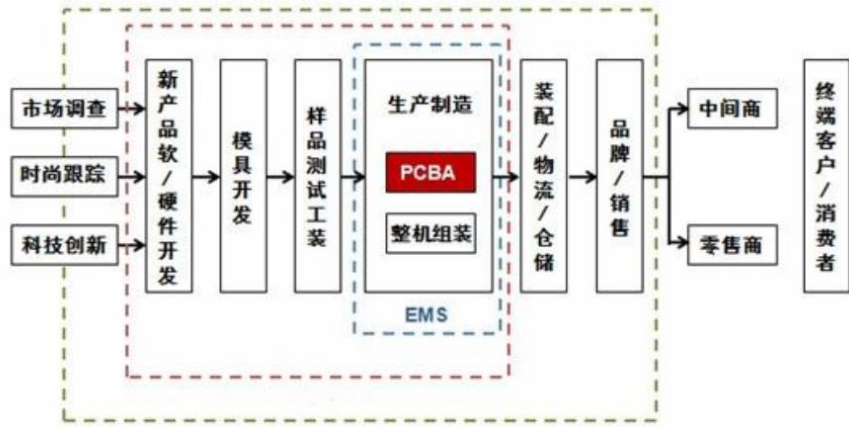 市场调查
时尚跟踪
科技创新
新产品软/硬件开发
模具开发
样品测试工装
生产制造
PCBA
整机组装
EMS
装配/物流/仓储
品牌/销售
中间商
零售商
终端客户/消费者